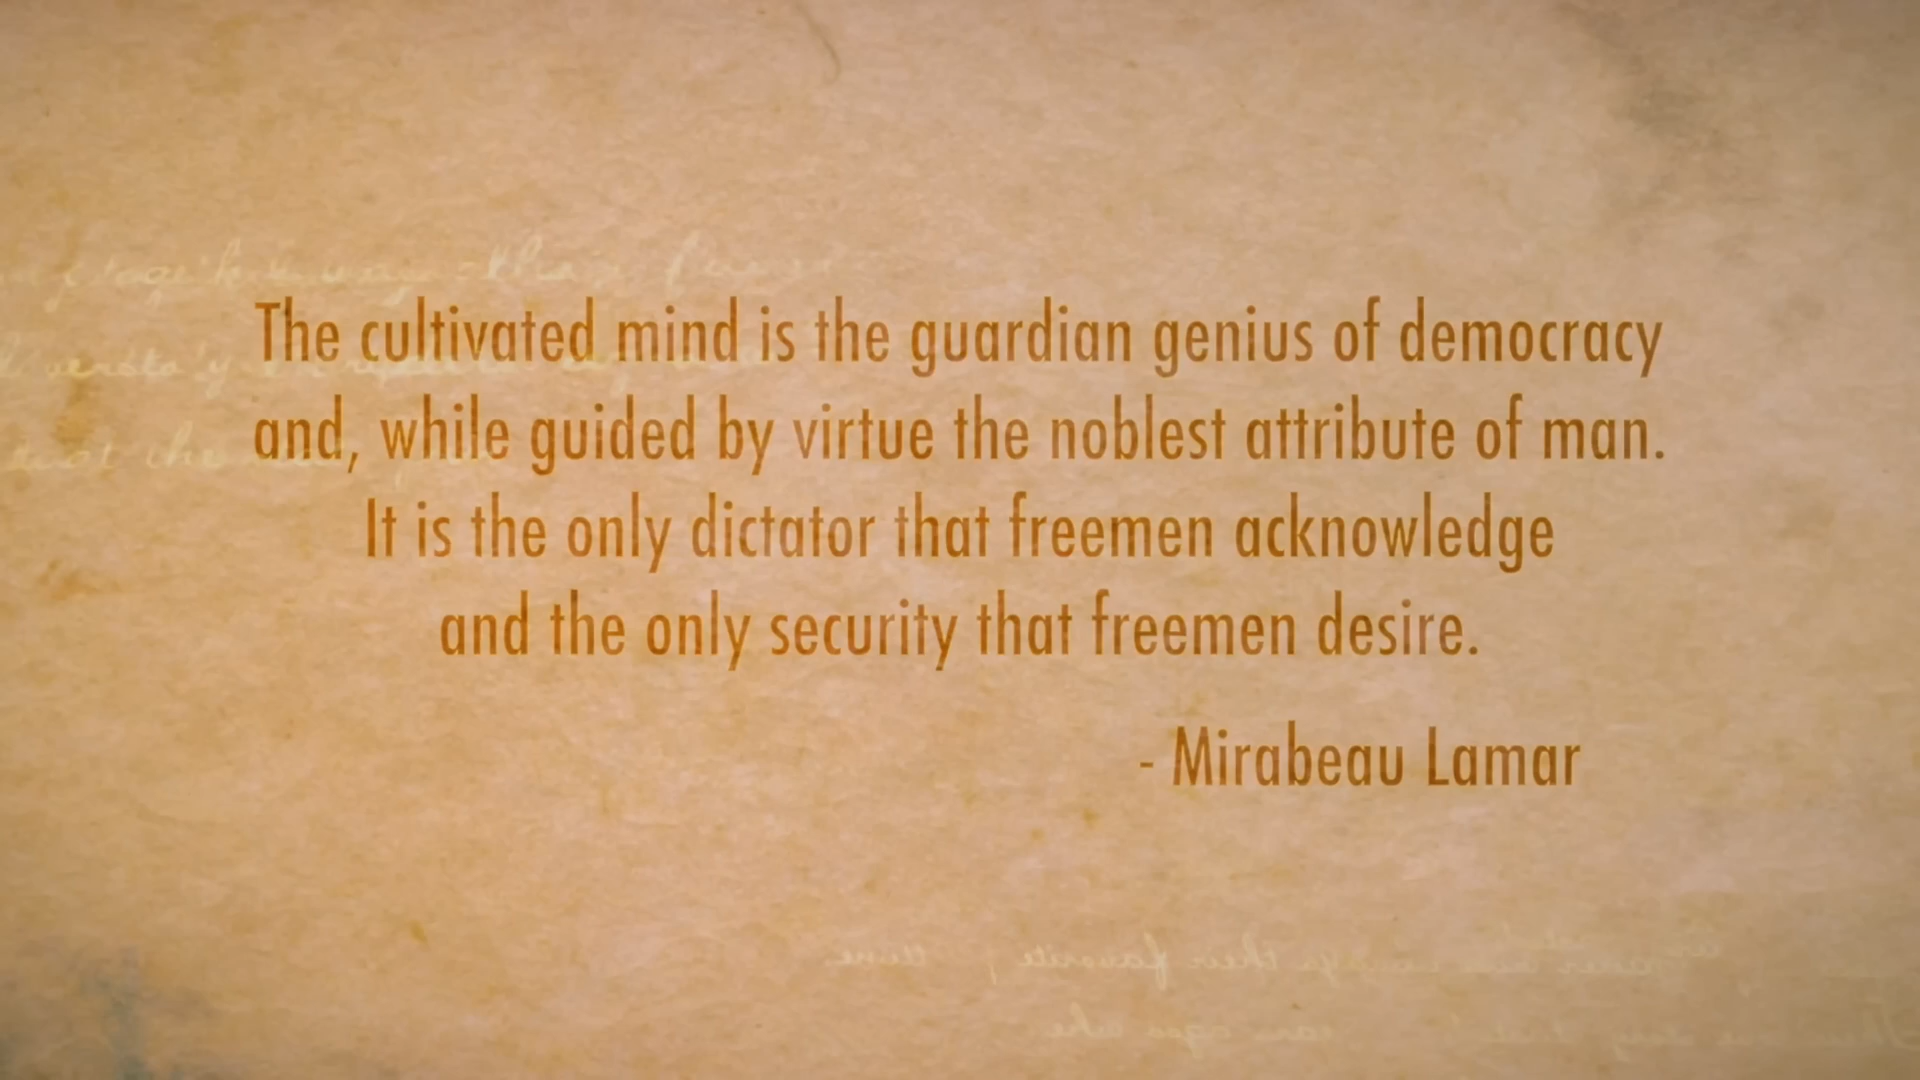 The cultivated mind is the guardian genius of democracy
and, while guided by virtue the noblest attribute of man.
It is the only dictator that freemen acknowledge
and the only security that freemen desire.
- Mirabeau Lamar